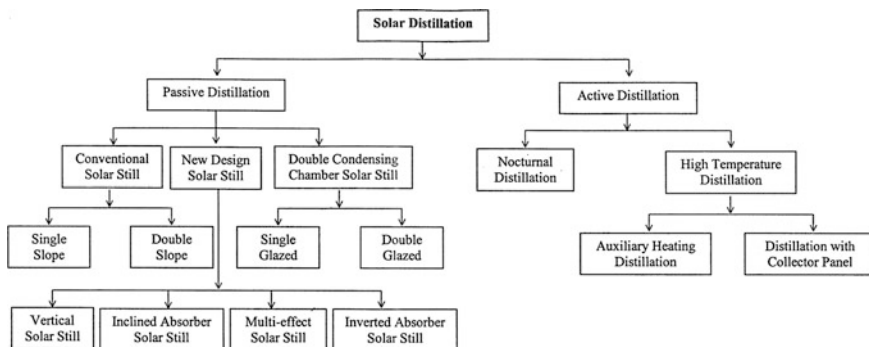 Solar Distillation
Passive Distillation
Active Distillation
Conventional
Solar Still
New Design
Solar Still
Double Condensing
Chamber Solar Still
Nocturnal
Distillation
High Temperature
Distillation
Single
Slope
Double
Slope
Single
Glazed
Double
Glazed
Auxiliary Heating
Distillation
Distillation with
Collector Panel
Vertical
Solar Still
Inclined Absorber
Solar Still
Multi-effect
Solar Still
Inverted Absorber
Solar Still